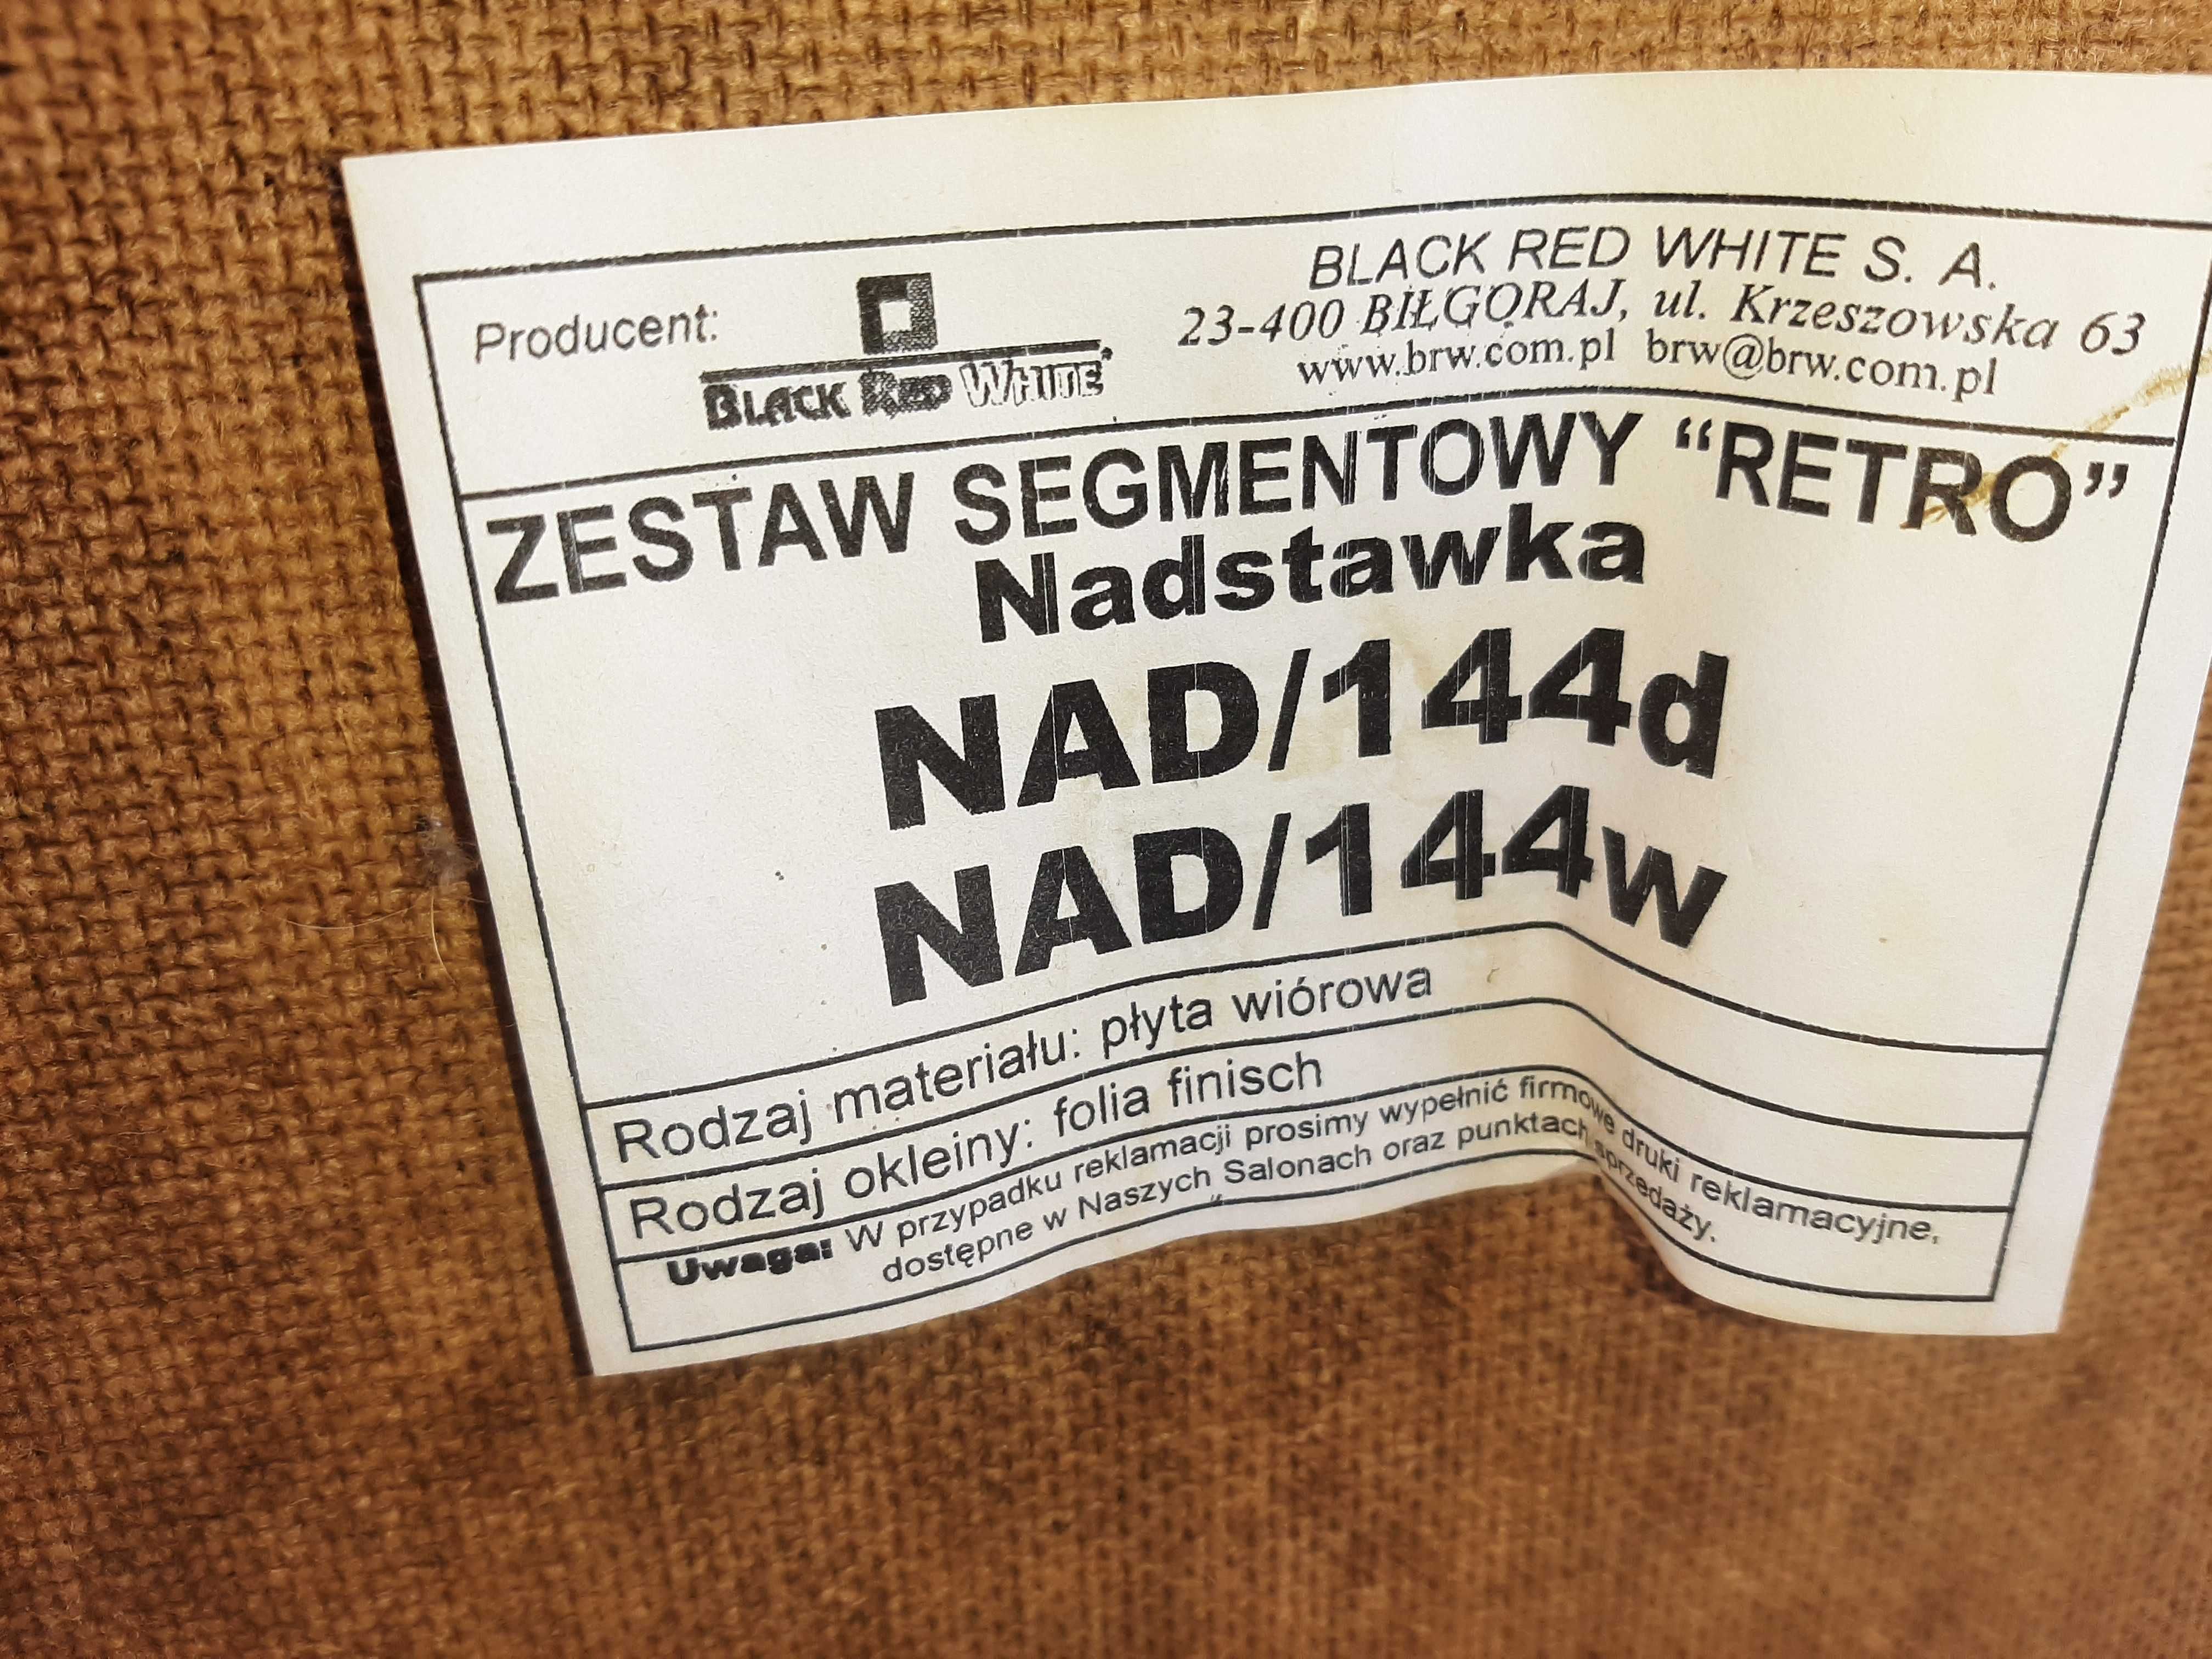 BLACK RED WHITE S. A.
Producent:
BLACK RED WHITE
23-400 BIŁGORAJ, ul. Krzeszowska 63
www.brw.com.pl brw@brw.com.pl
ZESTAW SEGMENTOWY “RETRO”
Nadstawka
NAD/144d
NAD/144w
Rodzaj materiału: płyta wiórowa
Rodzaj okleiny: folia finisch
Uwaga: W przypadku reklamacji prosimy wypełnić firmowe druki reklamacyjne,
dostępne w Naszych Salonach oraz punktach sprzedaży.